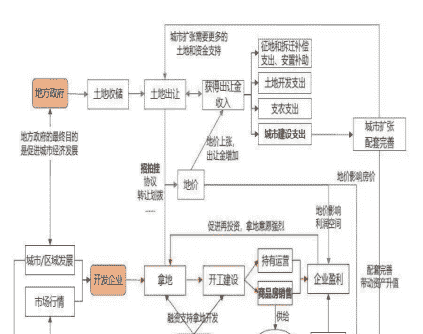 城市扩张需要更多的
土地和资金支持
征地和拆迁补偿
支出、安置补助
地方政府
土地收储
土地出让
获得出让金
收入
土地开发支出
支农支出
城市建设支出
城市扩张
配套完善
地方政府的最终目的
是促进城市经济发展
地价上涨,
出让金增加
招拍挂
协议
转让划拨
......
地价
地价影响房价
地价影响
利润空间
促进再投资,拿地意愿强烈
城市/区域发展
开发企业
拿地
开工建设
持有运营
商品房销售
企业盈利
配套完善
带动资产升值
市场行情
融资支持拿地开发
供给